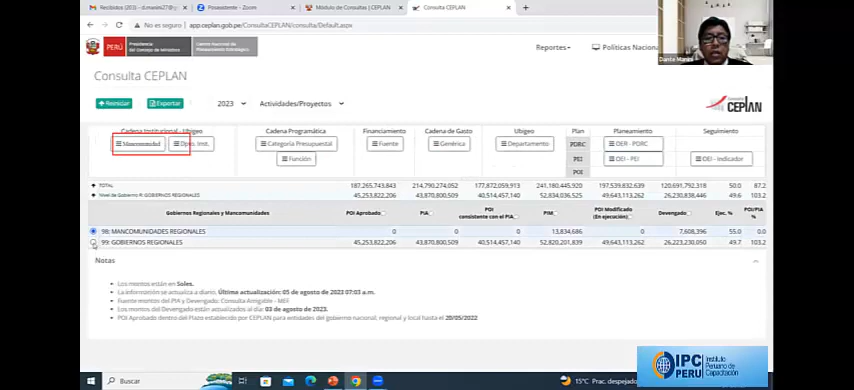 Recibidos (916) - d.manini27@g
Posasistente - Zoom
Módulo de Consultas | CEPLAN
Consulta CEPLAN
No es seguro | app.ceplan.gob.pe/ConsultaCEPLAN/consulta/Default.aspx
PERÚ
Presidencia del Consejo de Ministros
Centro Nacional de Planeamiento Estratégico
Reportes
Políticas Naciona
Dante Manini
Consulta CEPLAN
Reiniciar
Exportar
2023
Actividades/Proyectos
CEPLAN
Cadena Institucional - Ubigeo
Cadena Programática
Financiamiento
Cadena de Gasto
Ubigeo
Plan
Planeamiento
Seguimiento
Mancomunidad
Dpto. Inst.
Categoría Presupuestal
Fuente
Genérica
Departamento
PDRC
OER - PDRC
Función
PEI
OEI - PEI
OEI - Indicador
POI
TOTAL 187,265,743,843 214,790,274,052 177,872,059,913 241,180,445,920 197,539,832,639 120,691,792,318 50.0 87.2
Nivel de Gobierno R: GOBIERNOS REGIONALES 45,253,822,206 43,870,800,509 40,514,457,140 52,834,036,525 49,643,113,262 26,230,838,446 49.6 103.2
Gobiernos Regionales y Mancomunidades POI Aprobado PIA POI consistente con el PIA PIM POI Modificado (En ejecución) Devengado Ejec. % POI/PIA %
98: MANCOMUNIDADES REGIONALES 0 0 0 13,834,686 0 7,608,396 55.0 0.0
99: GOBIERNOS REGIONALES 45,253,822,206 43,870,800,509 40,514,457,140 52,820,201,839 49,643,113,262 26,223,230,050 49.7 103.2
Notas
Los montos están en Soles.
La información se actualiza a diario. Última actualización: 05 de agosto de 2023 07:03 a.m.
Fuente montos del PIA y Devengado: Consulta Amigable - MEF
Los montos del Devengado están actualizados al día: 03 de agosto de 2023.
POI Aprobado dentro del Plazo establecido por CEPLAN para entidades del gobierno nacional, regional y local hasta el 20/05/2022
Buscar
15°C Prac. despejado
IPC PERU
Instituto Peruano de Capacitación